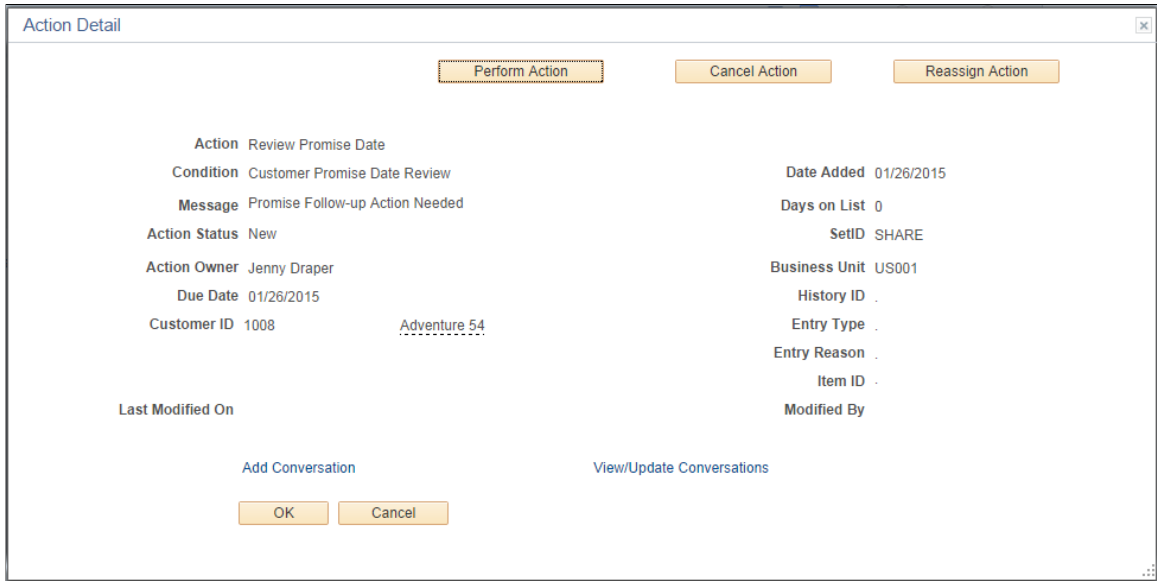 Action Detail
Perform Action Cancel Action Reassign Action
Action Review Promise Date
Condition Customer Promise Date Review Date Added 01/26/2015
Message Promise Follow-up Action Needed Days on List 0
Action Status New SetID SHARE
Action Owner Jenny Draper Business Unit US001
Due Date 01/26/2015 History ID .
Customer ID 1008 Adventure 54 Entry Type .
Entry Reason .
Item ID .
Last Modified On Modified By
Add Conversation View/Update Conversations
OK Cancel